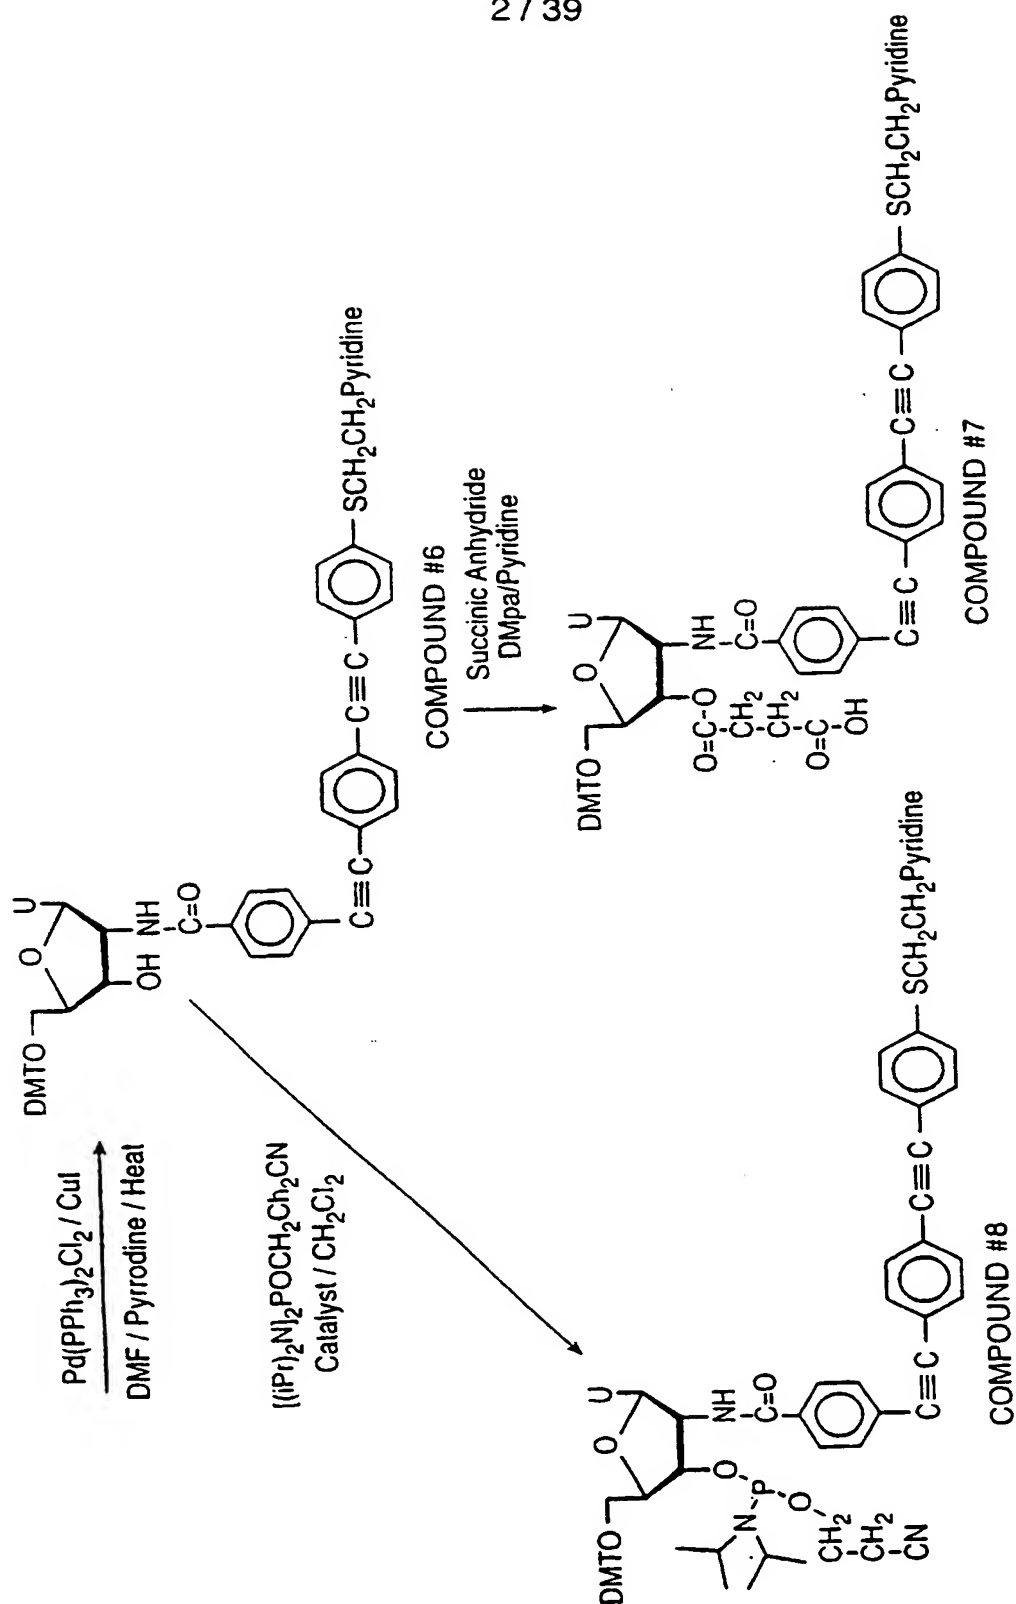 2 / 39
Pd(PPh3)2Cl2 / CuI
DMF / Pyrrodine / Heat
DMTO
O
U
OH
NH
C=O
C≡C
C≡C
SCH2CH2Pyridine
COMPOUND #6
[(iPr)2N]2POCH2Ch2CN
Catalyst / CH2Cl2
Succinic Anhydride
DMpa/Pyridine
DMTO
O
U
O
NH
P
N
O
CH2
CH2
CN
C=O
C≡C
C≡C
SCH2CH2Pyridine
COMPOUND #8
DMTO
O
U
NH
O=C-O
CH2
CH2
O=C
OH
C=O
C≡C
C≡C
SCH2CH2Pyridine
COMPOUND #7